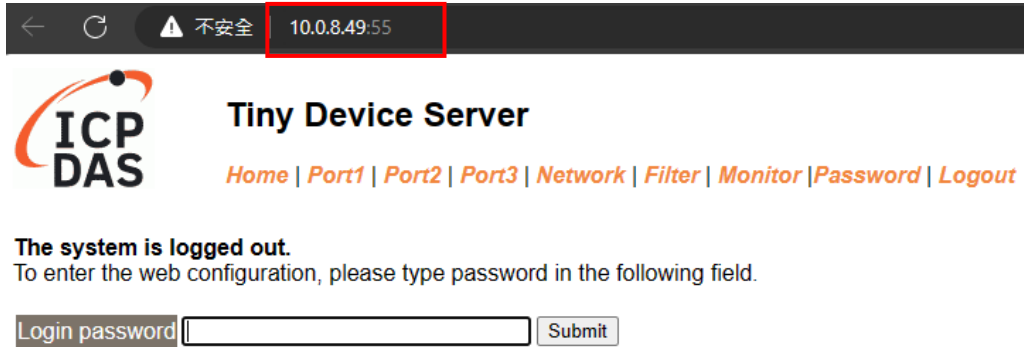 不安全 10.0.8.49:55
ICP
DAS
Tiny Device Server
Home | Port1 | Port2 | Port3 | Network | Filter | Monitor |Password | Logout
The system is logged out.
To enter the web configuration, please type password in the following field.
Login password Submit